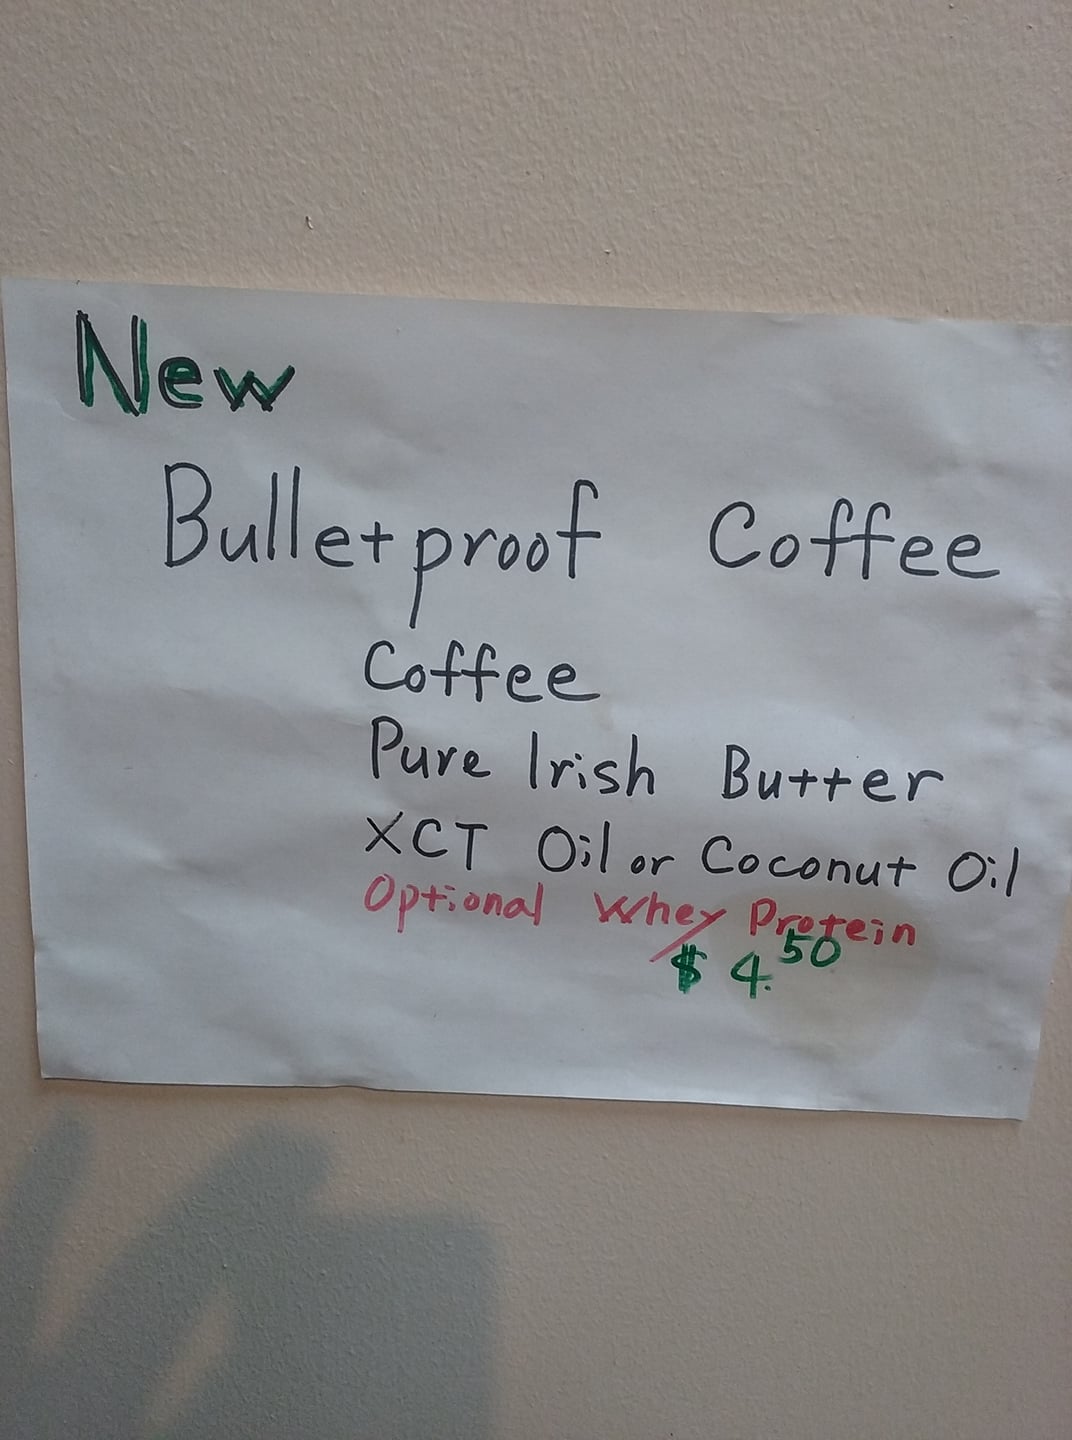 New
Bulletproof Coffee
Coffee
Pure Irish Butter
XCT Oil or Coconut Oil
Optional Whey Protein
$4.50